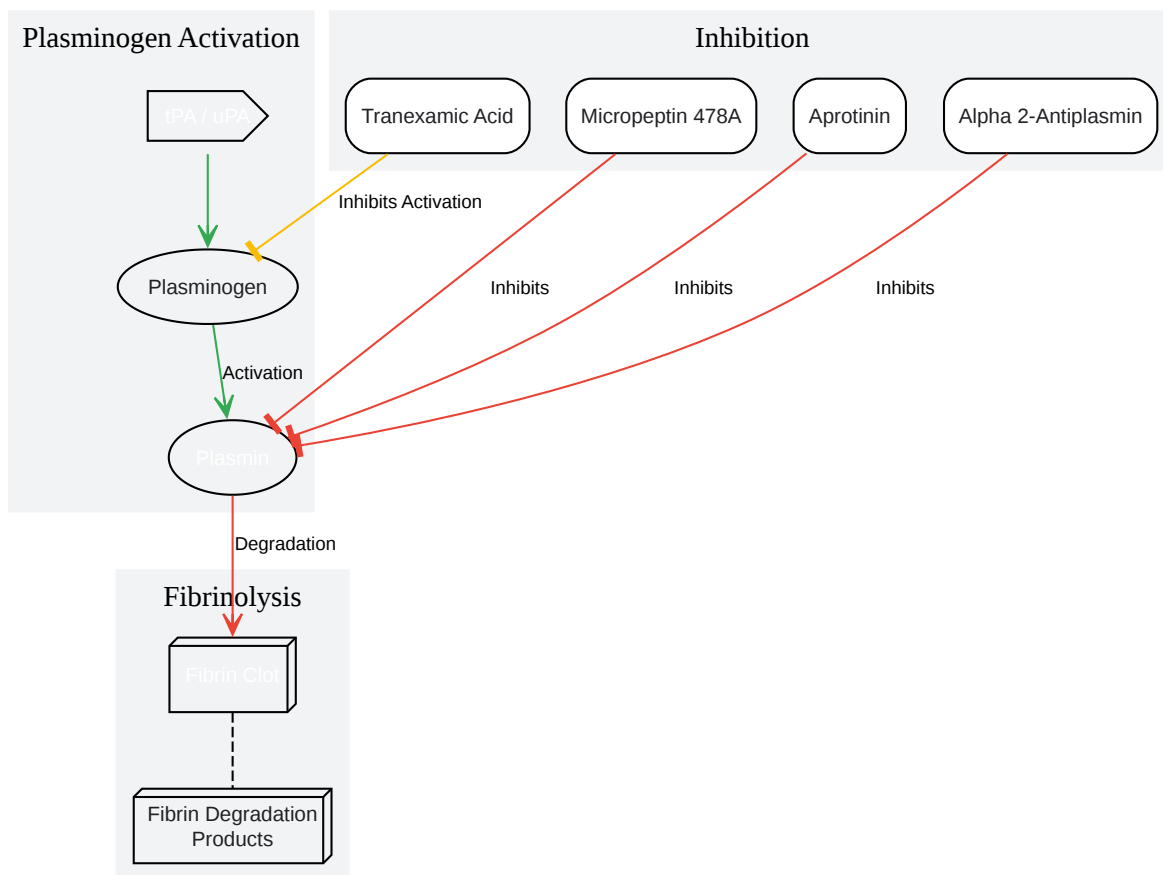 Plasminogen Activation
Inhibition
tPA / uPA
Tranexamic Acid
Micropeptin 478A
Aprotinin
Alpha 2-Antiplasmin
Inhibits Activation
Plasminogen
Inhibits
Inhibits
Inhibits
Activation
Plasmin
Degradation
Fibrinolysis
Fibrin Clot
Fibrin Degradation
Products